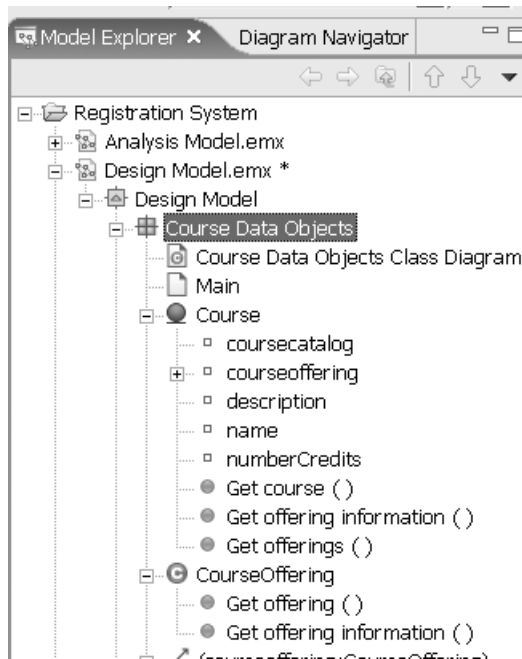 Model Explorer
Diagram Navigator
Registration System
Analysis Model.emx
Design Model.emx *
Design Model
Course Data Objects
Course Data Objects Class Diagram
Main
Course
coursecatalog
courseoffering
description
name
numberCredits
Get course ( )
Get offering information ( )
Get offerings ( )
CourseOffering
Get offering ( )
Get offering information ( )
(courseoffering:CourseOffering)